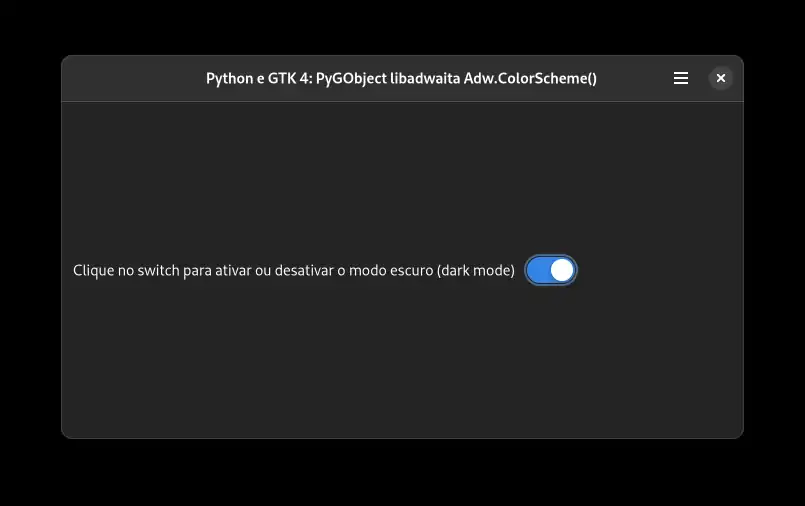 Python e GTK 4: PyGObject libadwaita Adw.ColorScheme()
Clique no switch para ativar ou desativar o modo escuro (dark mode)